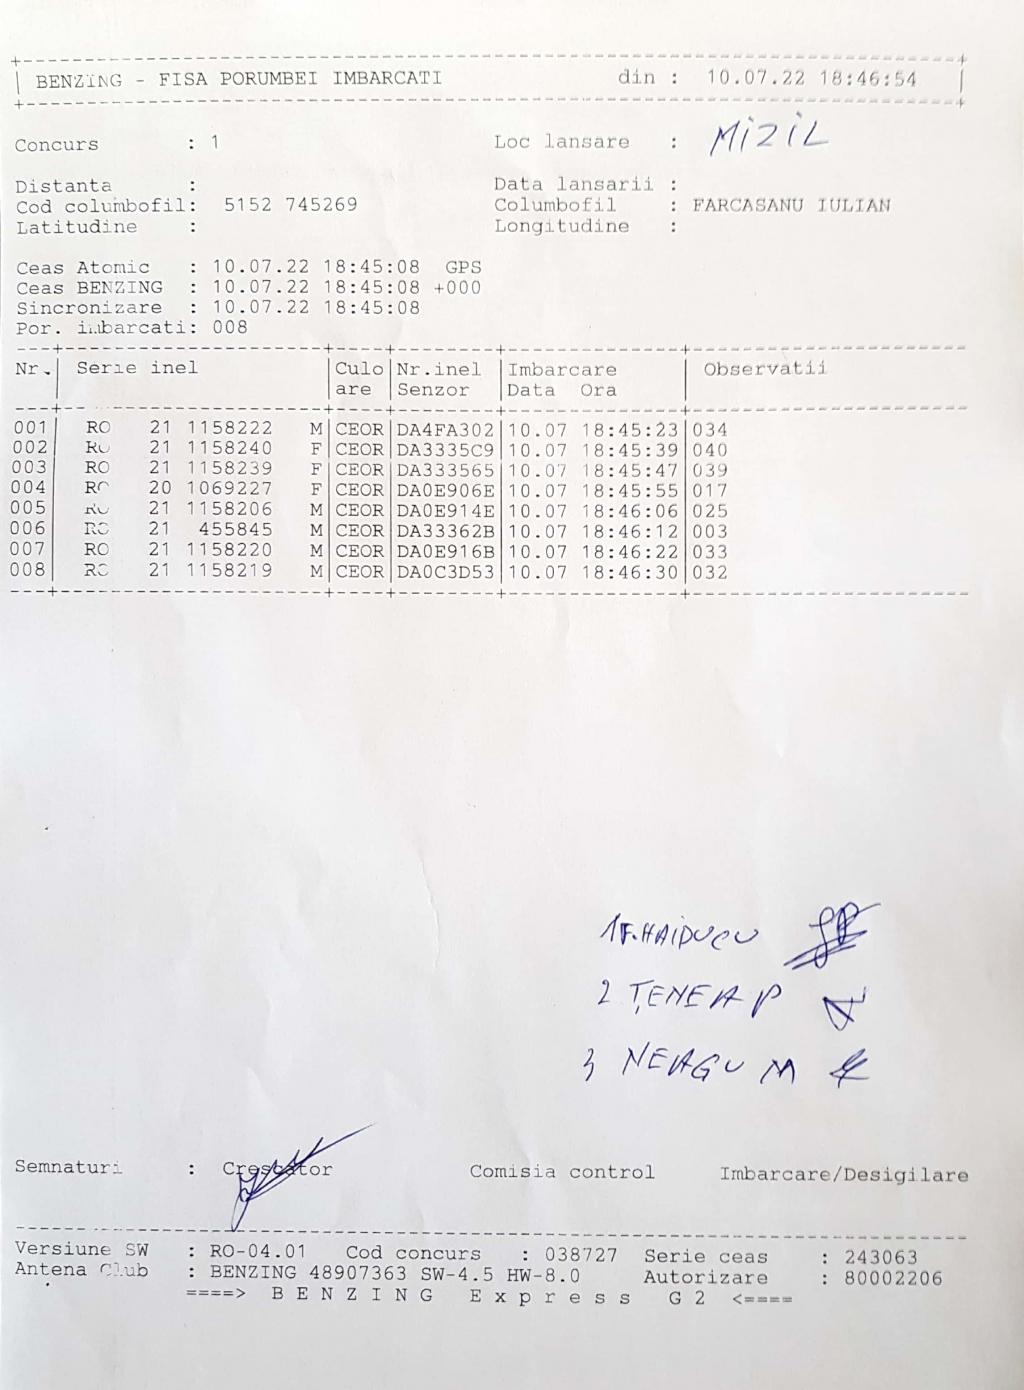 BENZING - FISA PORUMBEI IMBARCATI din : 10.07.22 18:46:54
Concurs : 1 Loc lansare : MIZIL
Distanta : Data lansarii :
Cod columbofil: 5152 745269 Columbofil : FARCASANU IULIAN
Latitudine : Longitudine :
Ceas Atomic : 10.07.22 18:45:08 GPS
Ceas BENZING : 10.07.22 18:45:08 +000
Sincronizare : 10.07.22 18:45:08
Por. imbarcati: 008
Nr. Serie inel Culo Nr.inel Imbarcare Observatii
are Senzor Data Ora
001 RO 21 1158222 M CEOR DA4FA302 10.07 18:45:23 034
002 RO 21 1158240 F CEOR DA3335C9 10.07 18:45:39 040
003 RO 21 1158239 F CEOR DA333565 10.07 18:45:47 039
004 RO 20 1069227 F CEOR DA0E906E 10.07 18:45:55 017
005 RO 21 1158206 M CEOR DA0E914E 10.07 18:46:06 025
006 RO 21 455845 M CEOR DA33362B 10.07 18:46:12 003
007 RO 21 1158220 M CEOR DA0E916B 10.07 18:46:22 033
008 RO 21 1158219 M CEOR DA0C3D53 10.07 18:46:30 032
1 F. HAIDUCU
2 ȚENEA P
3 NEAGU M
Semnaturi : Crescator Comisia control Imbarcare/Desigilare
Versiune SW : RO-04.01 Cod concurs : 038727 Serie ceas : 243063
Antena Club : BENZING 48907363 SW-4.5 HW-8.0 Autorizare : 80002206
====> B E N Z I N G E x p r e s s G 2 <====